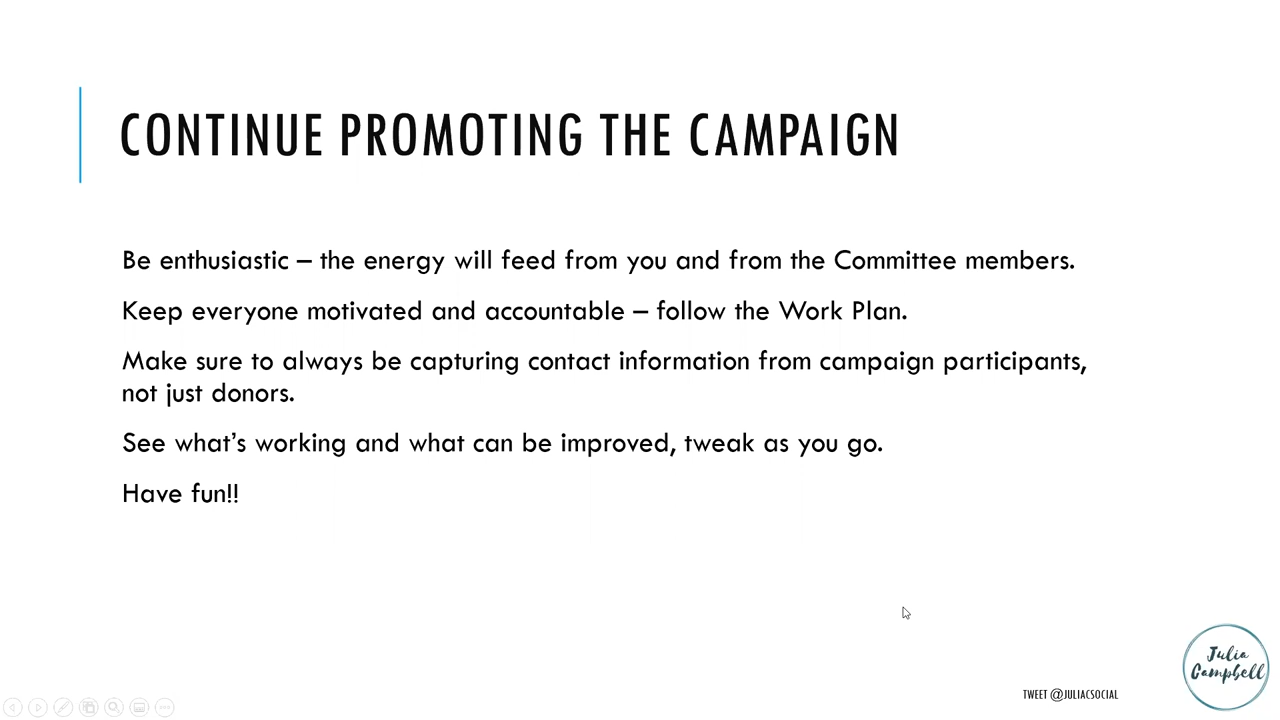 CONTINUE PROMOTING THE CAMPAIGN
Be enthusiastic – the energy will feed from you and from the Committee members.
Keep everyone motivated and accountable – follow the Work Plan.
Make sure to always be capturing contact information from campaign participants,
not just donors.
See what's working and what can be improved, tweak as you go.
Have fun!!
TWEET @JULIACSOCIAL
Julia
Campbell